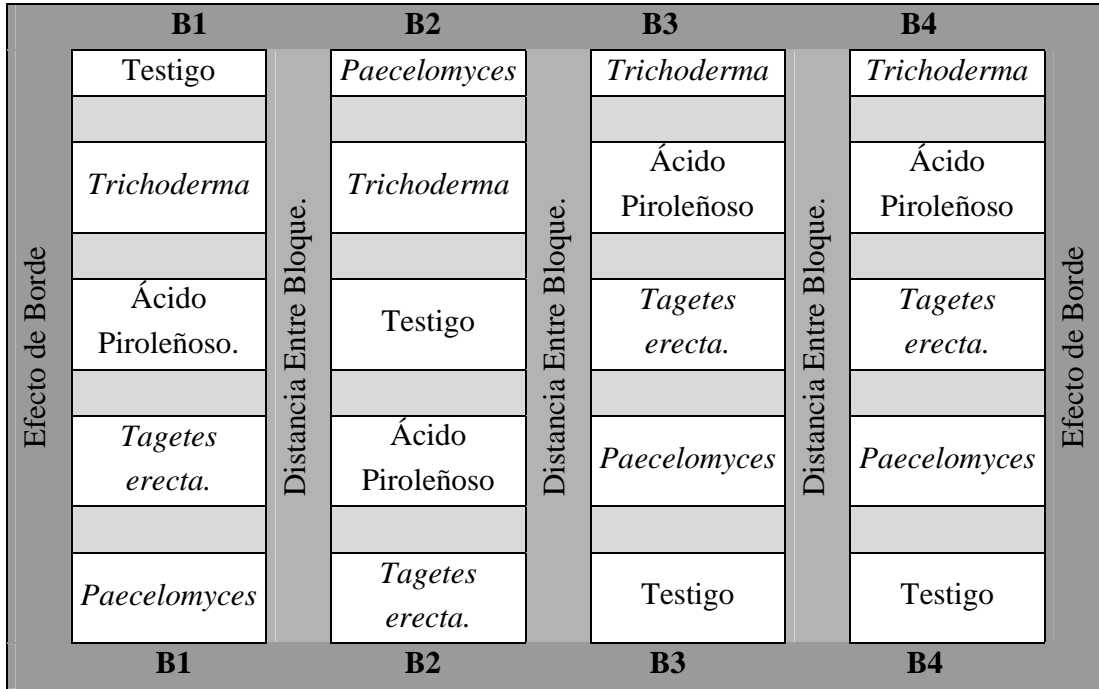 B1 B2 B3 B4
Testigo Paecelomyces Trichoderma Trichoderma
Trichoderma Trichoderma Ácido Piroleñoso Ácido Piroleñoso
Ácido Piroleñoso. Testigo Tagetes erecta. Tagetes erecta.
Tagetes erecta. Ácido Piroleñoso Paecelomyces Paecelomyces
Paecelomyces Tagetes erecta. Testigo Testigo
Efecto de Borde
Distancia Entre Bloque.
Distancia Entre Bloque.
Distancia Entre Bloque.
Efecto de Borde
B1 B2 B3 B4